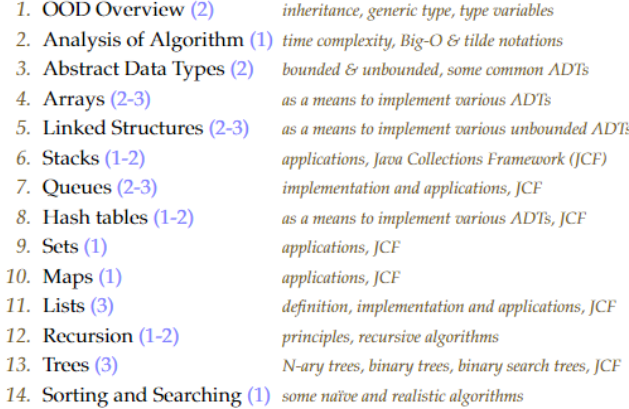 1. OOD Overview (2) inheritance, generic type, type variables
2. Analysis of Algorithm (1) time complexity, Big-O & tilde notations
3. Abstract Data Types (2) bounded & unbounded, some common ADTs
4. Arrays (2-3) as a means to implement various ADTs
5. Linked Structures (2-3) as a means to implement various unbounded ADTs
6. Stacks (1-2) applications, Java Collections Framework (JCF)
7. Queues (2-3) implementation and applications, JCF
8. Hash tables (1-2) as a means to implement various ADTs, JCF
9. Sets (1) applications, JCF
10. Maps (1) applications, JCF
11. Lists (3) definition, implementation and applications, JCF
12. Recursion (1-2) principles, recursive algorithms
13. Trees (3) N-ary trees, binary trees, binary search trees, JCF
14. Sorting and Searching (1) some naïve and realistic algorithms